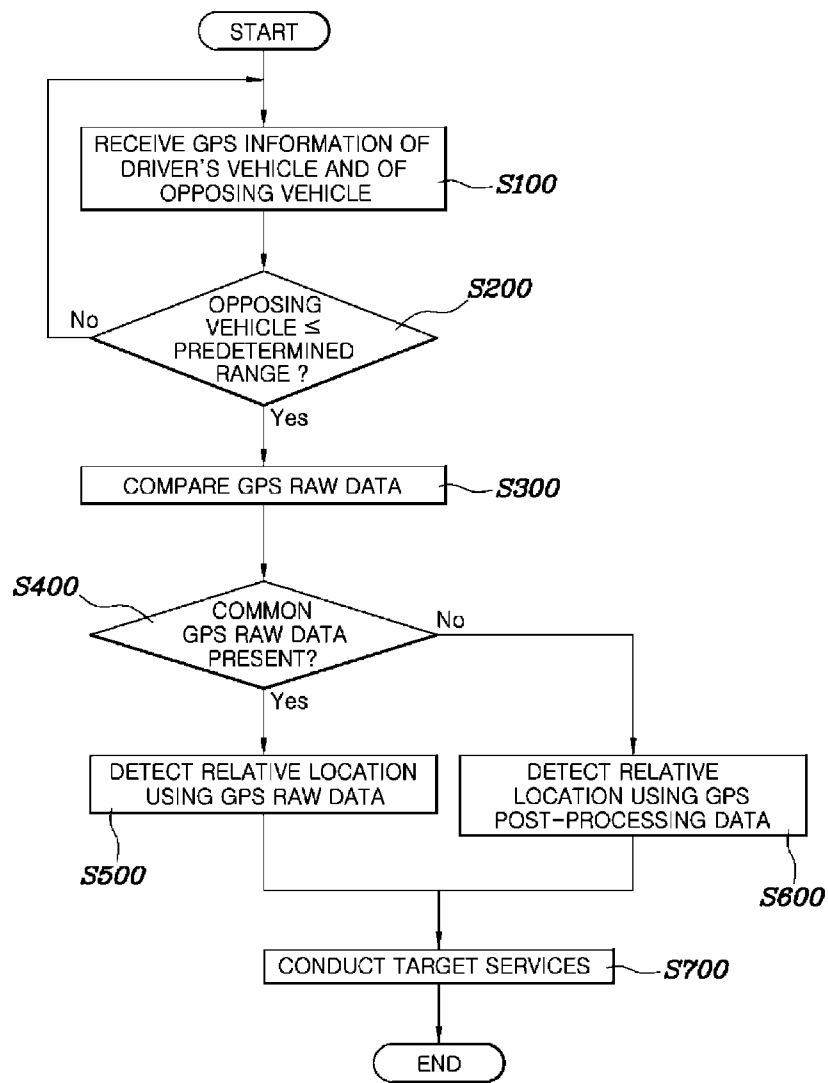 START
RECEIVE GPS INFORMATION OF
DRIVER'S VEHICLE AND OF
OPPOSING VEHICLE
S100
OPPOSING
VEHICLE ≤
PREDETERMINED
RANGE ?
S200
No
Yes
COMPARE GPS RAW DATA
S300
S400
COMMON
GPS RAW DATA
PRESENT?
No
Yes
DETECT RELATIVE LOCATION
USING GPS RAW DATA
S500
DETECT RELATIVE
LOCATION USING GPS
POST-PROCESSING DATA
S600
CONDUCT TARGET SERVICES
S700
END